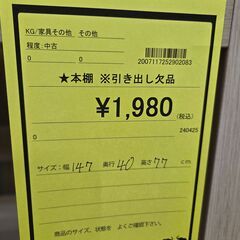 KG/家具その他 その他
程度:中古
2007117252902083
0
★本棚 ※引き出し欠品
¥1,980
(税込)
0
240425
サイズ:幅 147 奥行 40 高さ 77 cm
商品のサイズ、状態を よくご確認下さい。